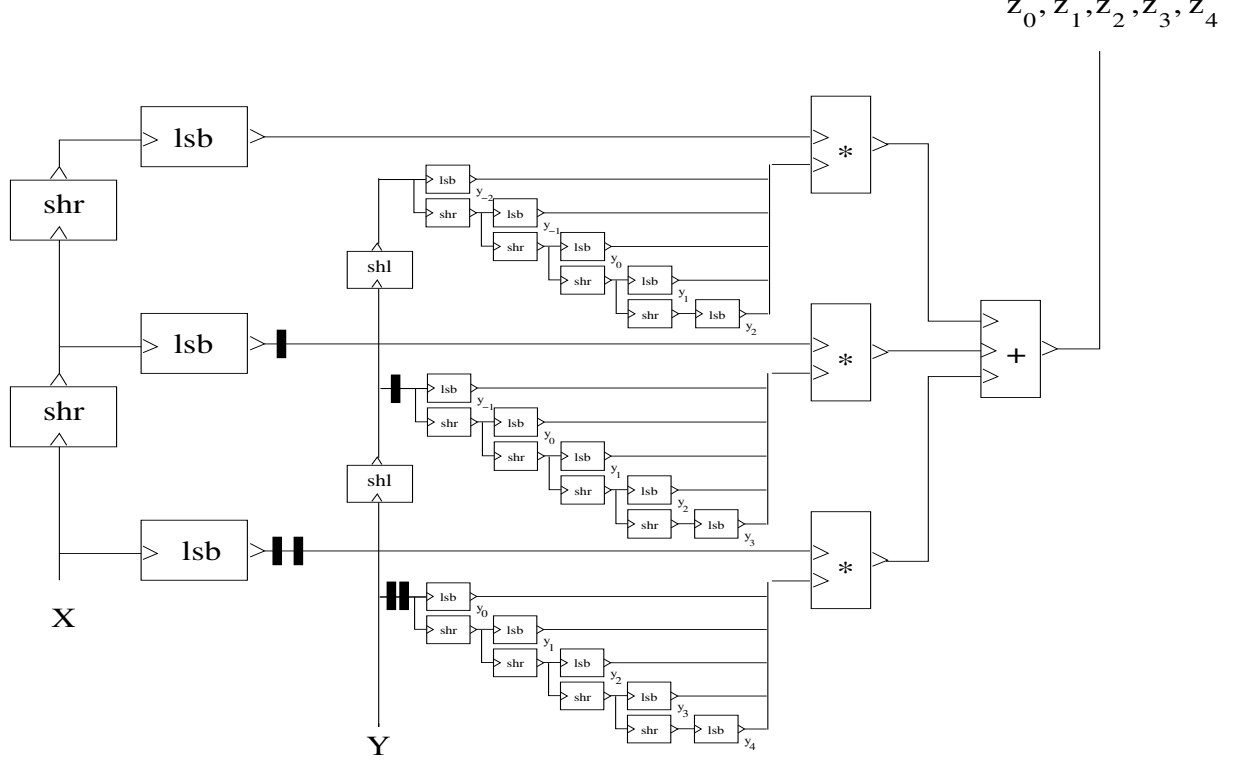 z0, z1, z2, z3, z4
lsb
*
lsb
y-2
shr
shr
lsb
y-1
shr
lsb
y0
shl
shr
lsb
y1
shr
lsb
y2
lsb
*
+
lsb
y-1
shr
shr
lsb
y0
shr
lsb
y1
shl
shr
lsb
y2
shr
lsb
y3
lsb
*
X
lsb
y0
shr
lsb
y1
shr
lsb
y2
shr
lsb
y3
shr
lsb
y4
Y